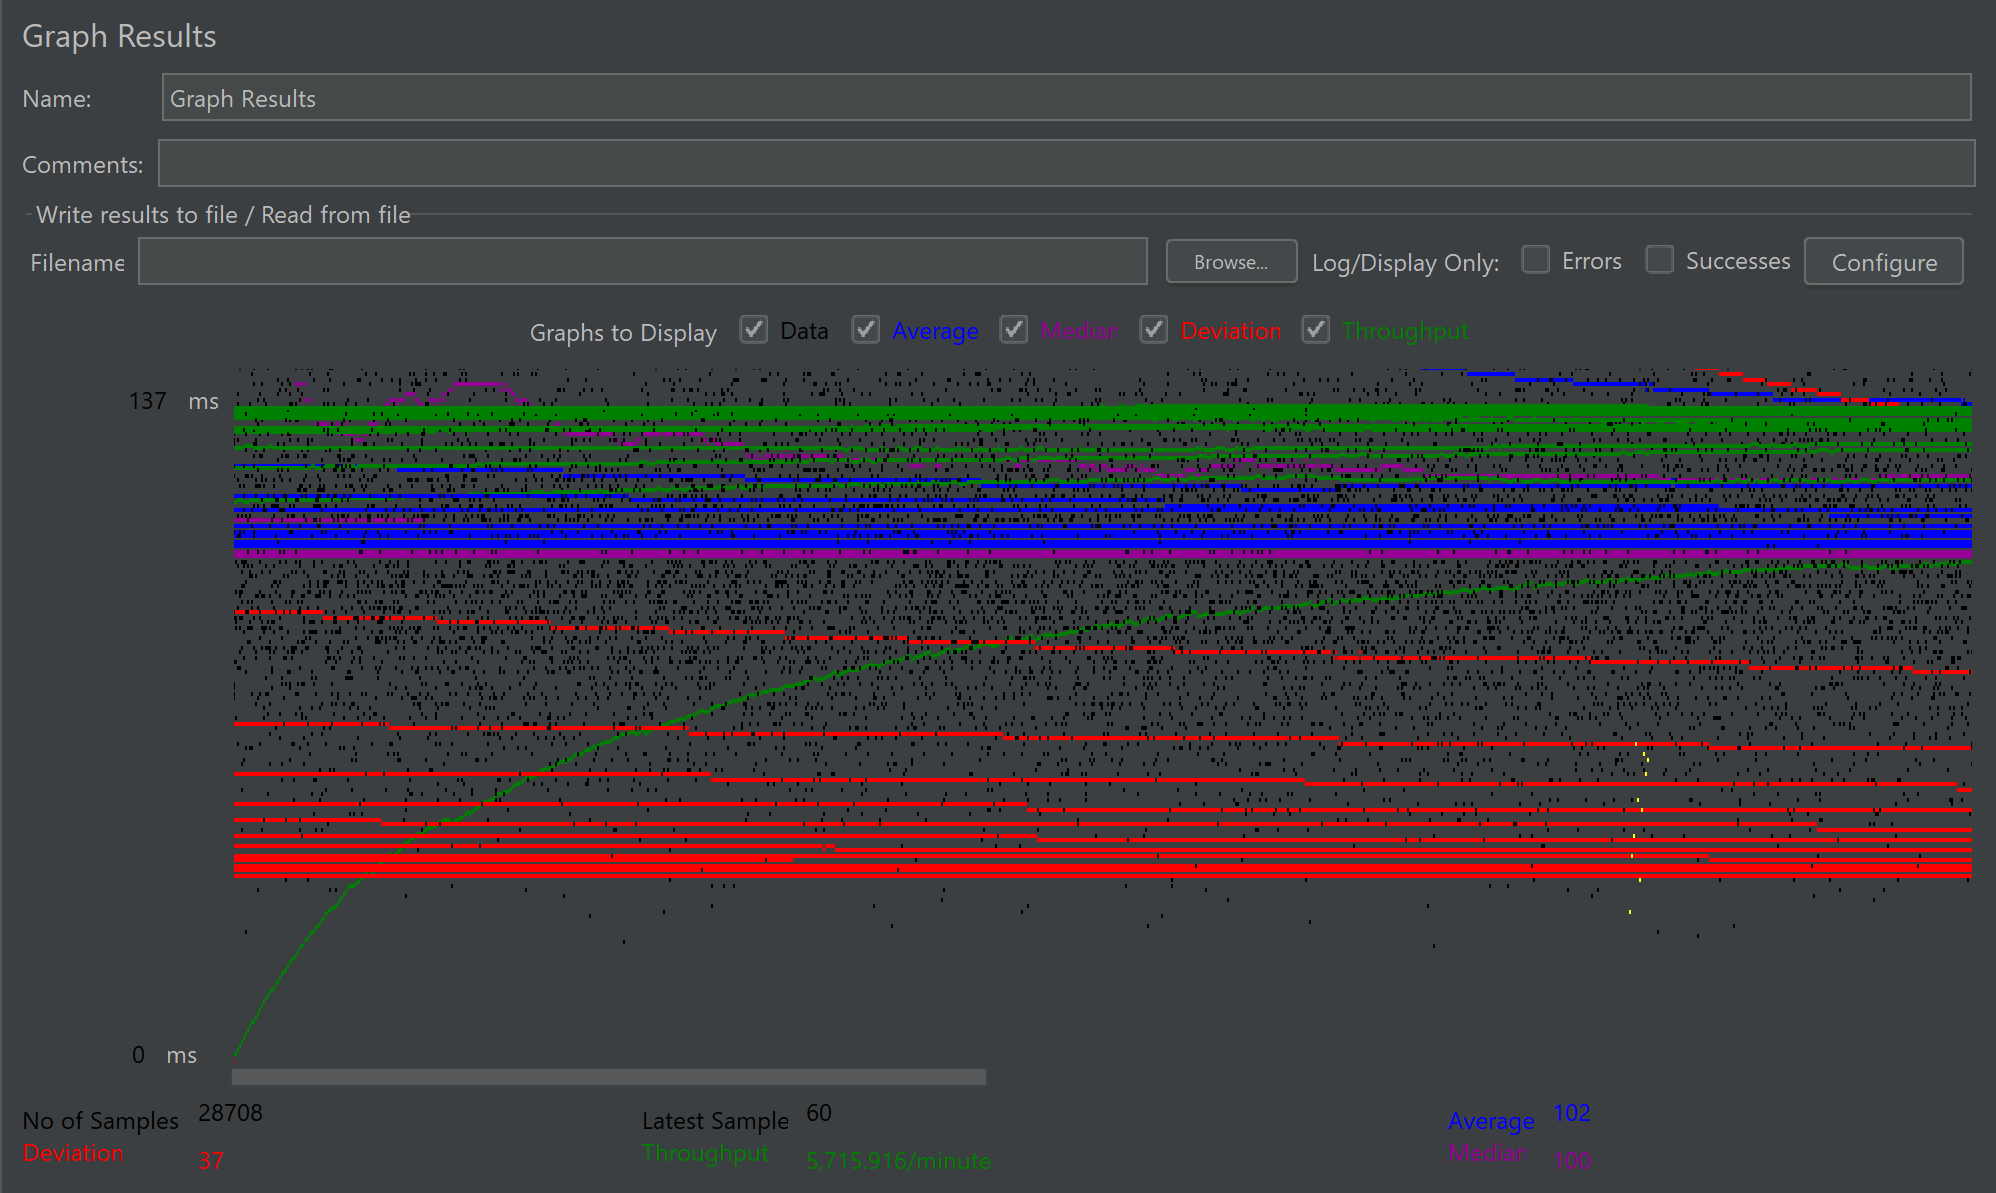 Graph Results
Name: Graph Results
Comments:
Write results to file / Read from file
Filename Browse... Log/Display Only: Errors Successes Configure
Graphs to Display Data Average Mediar Deviation Throughput
137 ms
0 ms
No of Samples 28708 Latest Sample 60 Average 102
Deviation 37 Throughput 5,715.916/minute Mediar 100